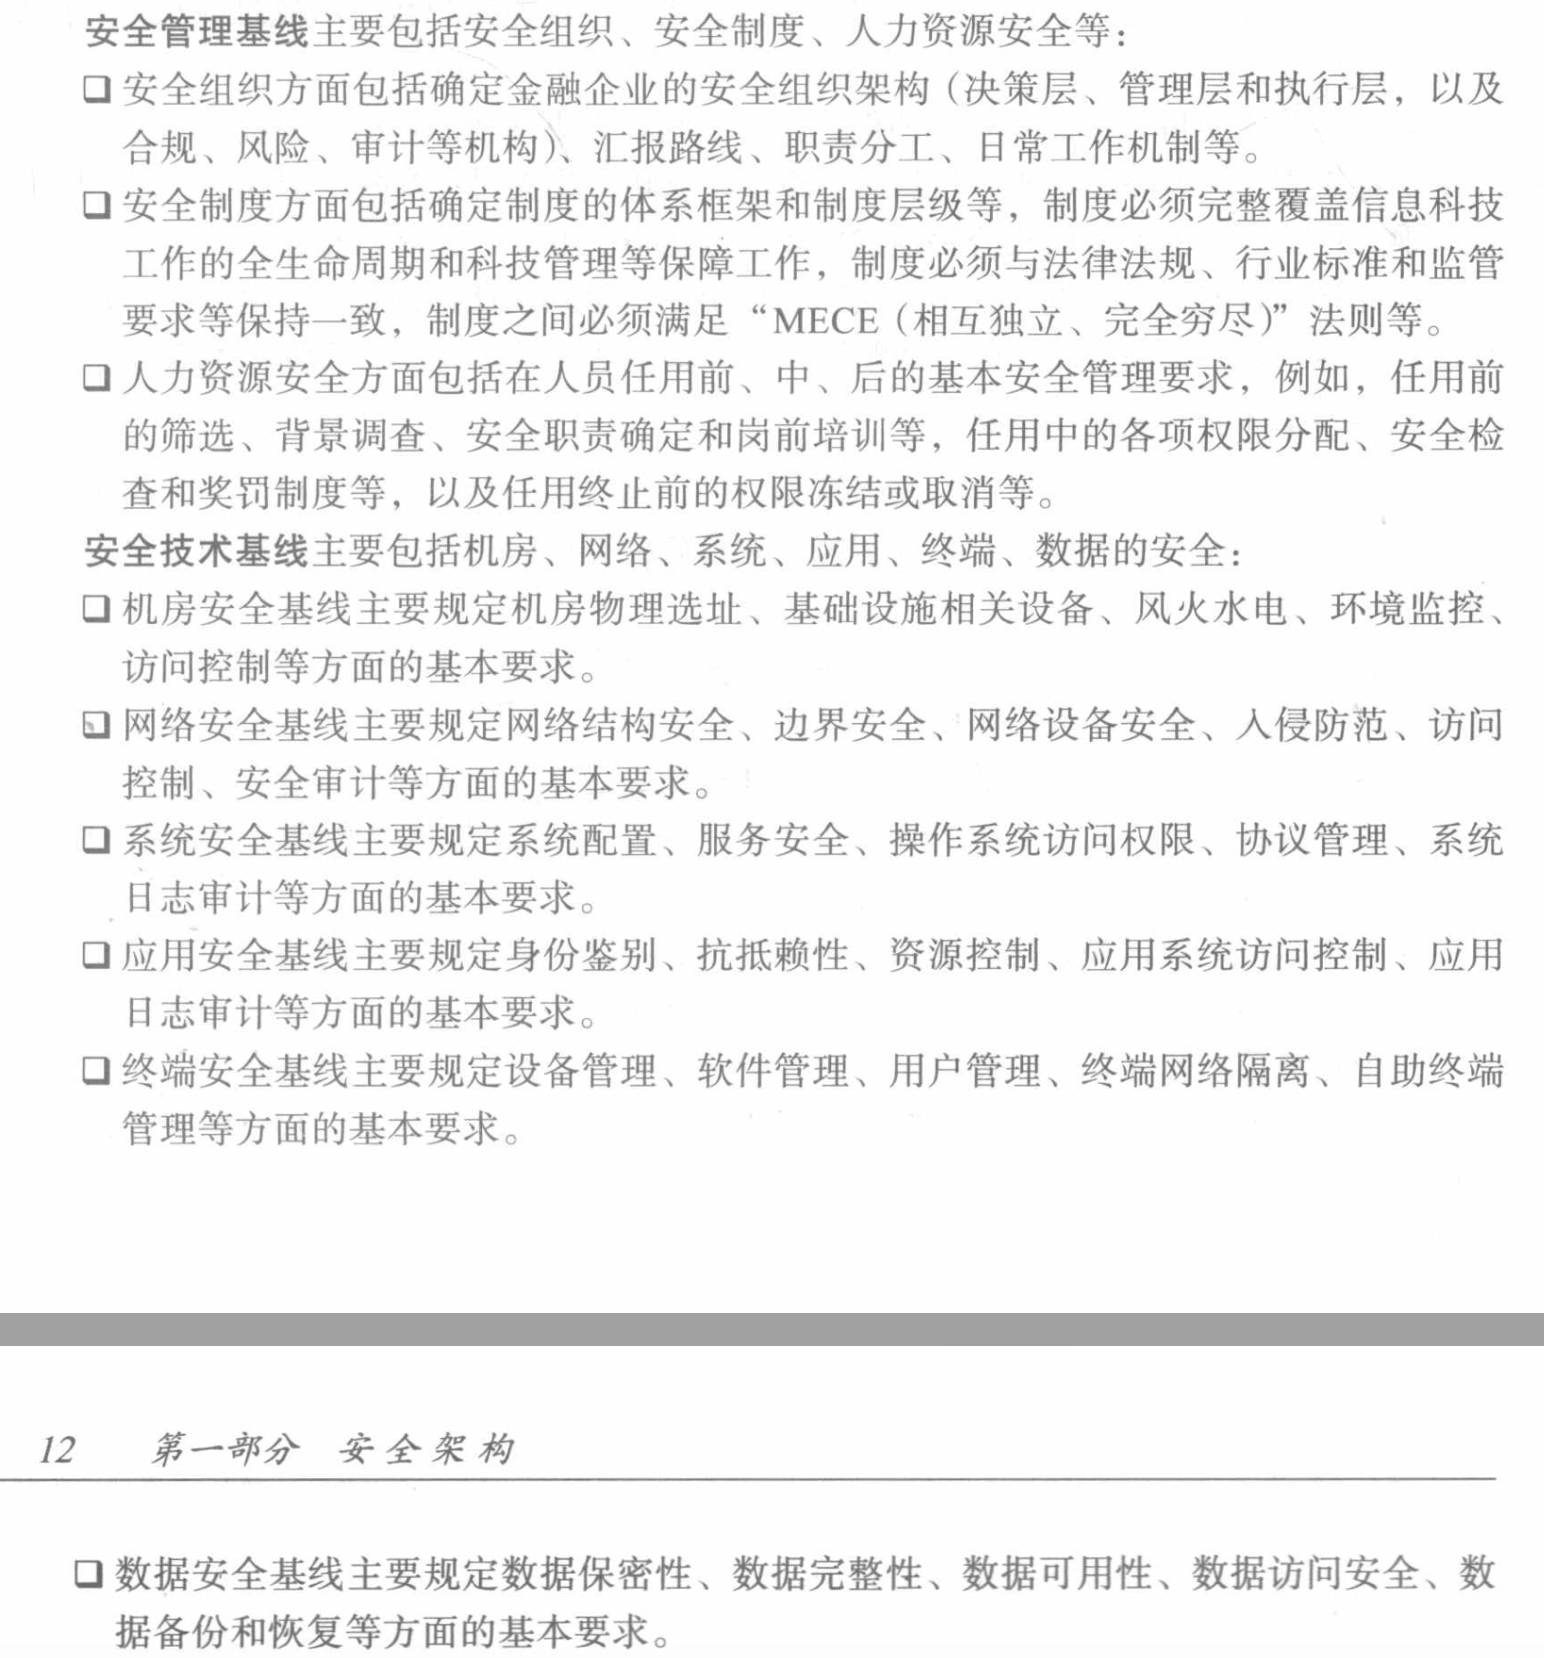 安全管理基线主要包括安全组织、安全制度、人力资源安全等：
❑ 安全组织方面包括确定金融企业的安全组织架构（决策层、管理层和执行层，以及
合规、风险、审计等机构）、汇报路线、职责分工、日常工作机制等。
❑ 安全制度方面包括确定制度的体系框架和制度层级等，制度必须完整覆盖信息科技
工作的全生命周期和科技管理等保障工作，制度必须与法律法规、行业标准和监管
要求等保持一致，制度之间必须满足“MECE（相互独立、完全穷尽）”法则等。
❑ 人力资源安全方面包括在人员任用前、中、后的基本安全管理要求，例如，任用前
的筛选、背景调查、安全职责确定和岗前培训等，任用中的各项权限分配、安全检
查和奖罚制度等，以及任用终止前的权限冻结或取消等。
安全技术基线主要包括机房、网络、系统、应用、终端、数据的安全：
❑ 机房安全基线主要规定机房物理选址、基础设施相关设备、风火水电、环境监控、
访问控制等方面的基本要求。
❑ 网络安全基线主要规定网络结构安全、边界安全、网络设备安全、入侵防范、访问
控制、安全审计等方面的基本要求。
❑ 系统安全基线主要规定系统配置、服务安全、操作系统访问权限、协议管理、系统
日志审计等方面的基本要求。
❑ 应用安全基线主要规定身份鉴别、抗抵赖性、资源控制、应用系统访问控制、应用
日志审计等方面的基本要求。
❑ 终端安全基线主要规定设备管理、软件管理、用户管理、终端网络隔离、自助终端
管理等方面的基本要求。
12 第一部分 安全架构
❑ 数据安全基线主要规定数据保密性、数据完整性、数据可用性、数据访问安全、数
据备份和恢复等方面的基本要求。